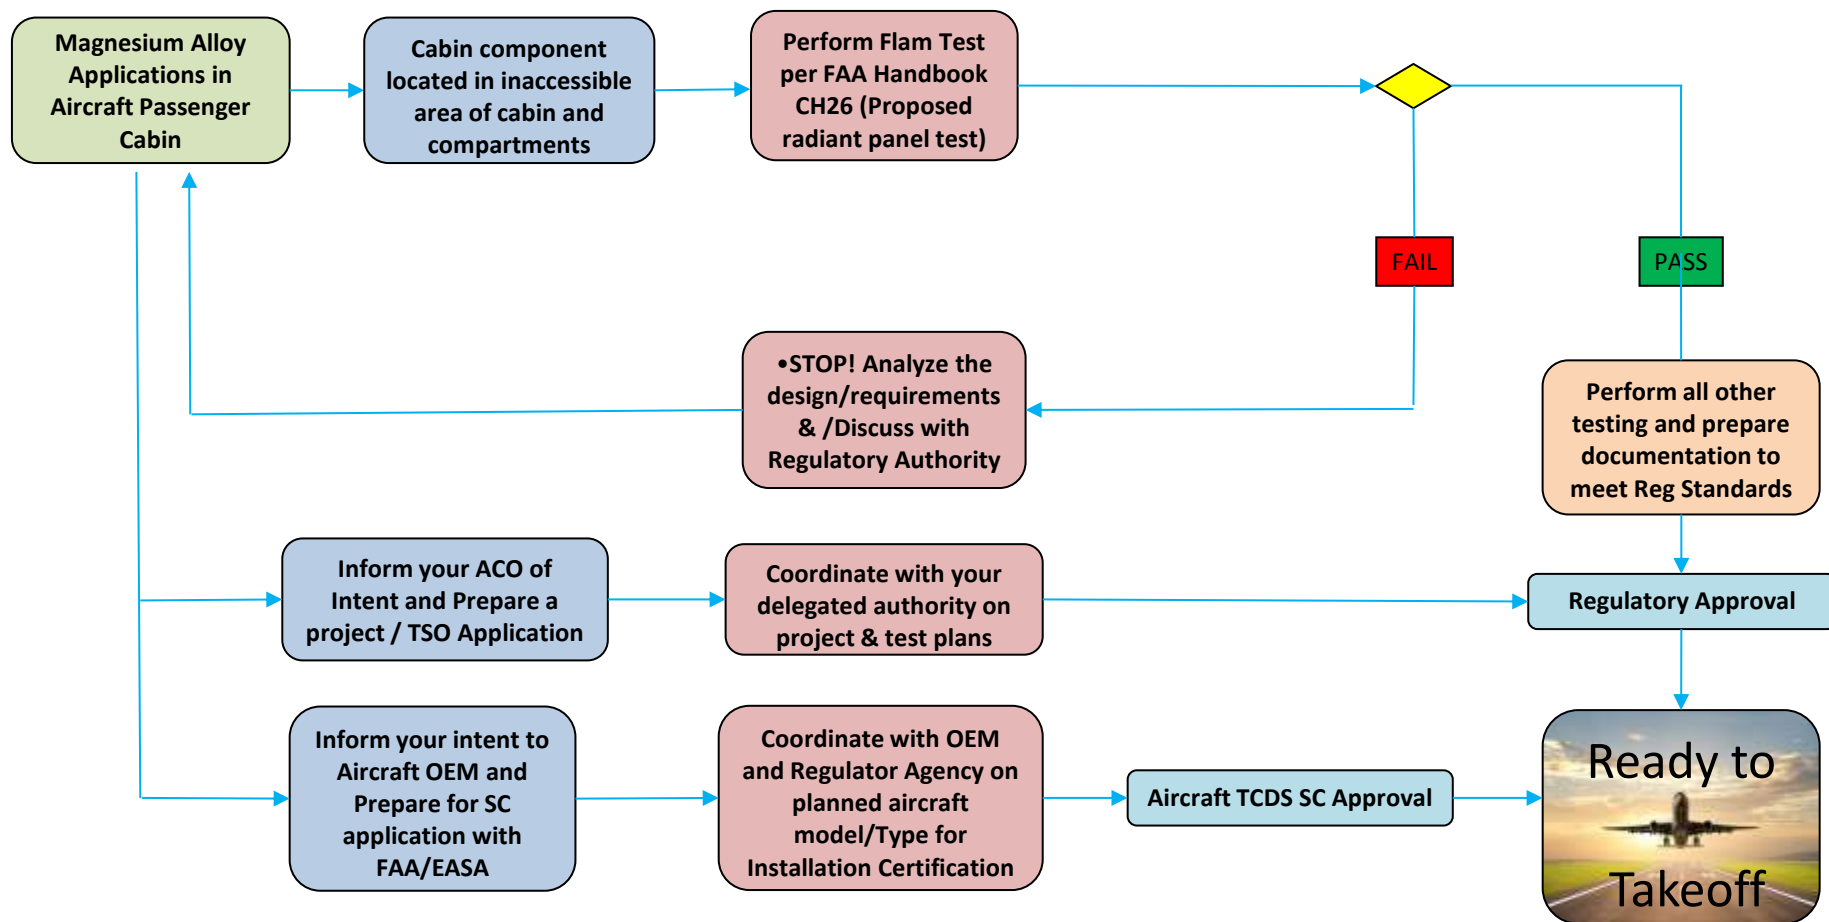 Magnesium Alloy
Applications in
Aircraft Passenger
Cabin
Cabin component
located in inaccessible
area of cabin and
compartments
Perform Flam Test
per FAA Handbook
CH26 (Proposed
radiant panel test)
FAIL
PASS
•STOP! Analyze the
design/requirements
& /Discuss with
Regulatory Authority
Perform all other
testing and prepare
documentation to
meet Reg Standards
Inform your ACO of
Intent and Prepare a
project / TSO Application
Coordinate with your
delegated authority on
project & test plans
Regulatory Approval
Inform your intent to
Aircraft OEM and
Prepare for SC
application with
FAA/EASA
Coordinate with OEM
and Regulator Agency on
planned aircraft
model/Type for
Installation Certification
Aircraft TCDS SC Approval
Ready to
Takeoff